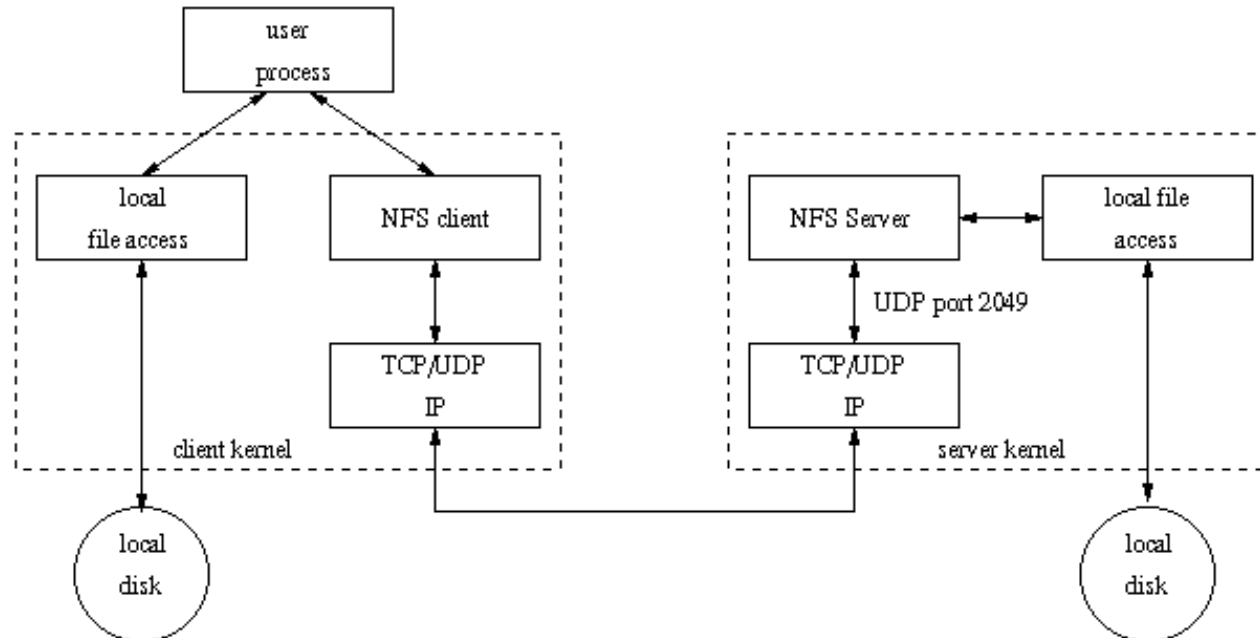 user
process
local
file access
NFS client
TCP/UDP
IP
client kernel
local
disk
NFS Server
local file
access
UDP port 2049
TCP/UDP
IP
server kernel
local
disk